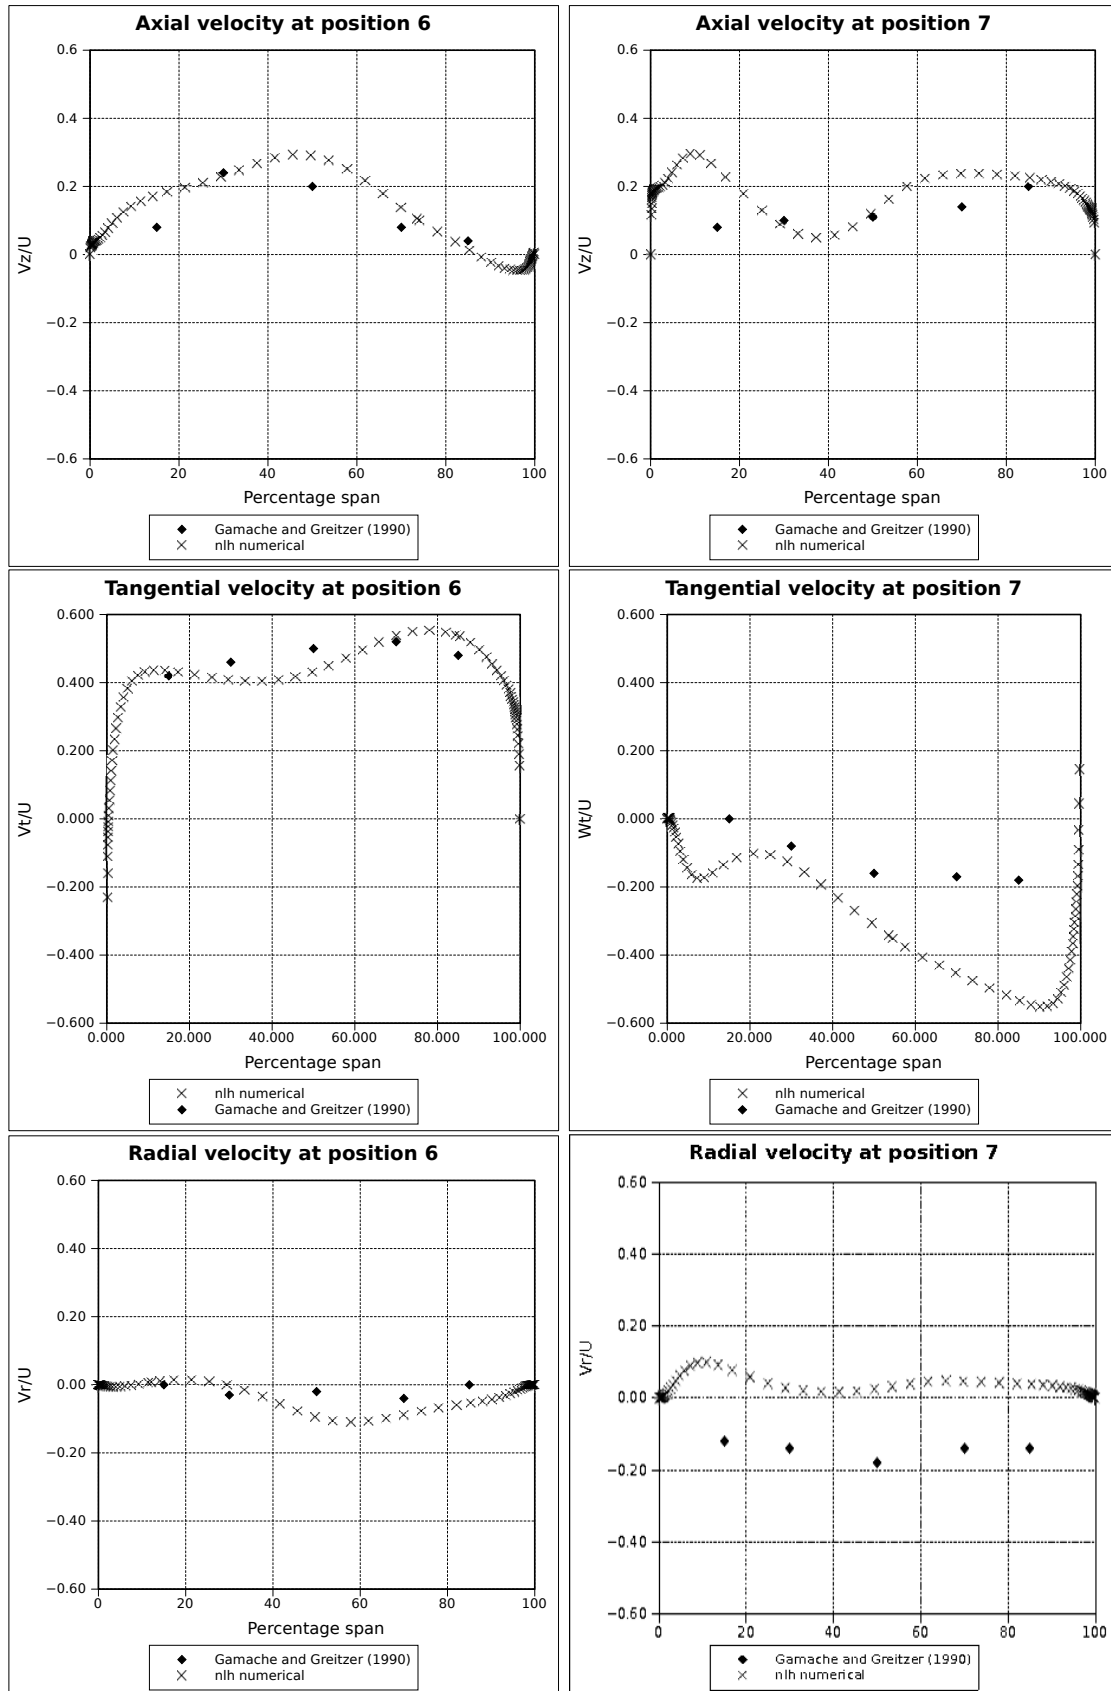 Axial velocity at position 6
0.6
0.4
0.2
0
−0.2
−0.4
−0.6
Vz/U
0 20 40 60 80 100
Percentage span
Gamache and Greitzer (1990)
nlh numerical
Axial velocity at position 7
0.6
0.4
0.2
0
−0.2
−0.4
−0.6
Vz/U
0 20 40 60 80 100
Percentage span
Gamache and Greitzer (1990)
nlh numerical
Tangential velocity at position 6
0.600
0.400
0.200
0.000
−0.200
−0.400
−0.600
Vt/U
0.000 20.000 40.000 60.000 80.000 100.000
Percentage span
nlh numerical
Gamache and Greitzer (1990)
Tangential velocity at position 7
0.600
0.400
0.200
0.000
−0.200
−0.400
−0.600
Wt/U
0.000 20.000 40.000 60.000 80.000 100.000
Percentage span
nlh numerical
Gamache and Greitzer (1990)
Radial velocity at position 6
0.60
0.40
0.20
0.00
−0.20
−0.40
−0.60
Vr/U
0 20 40 60 80 100
Percentage span
Gamache and Greitzer (1990)
nlh numerical
Radial velocity at position 7
0.60
0.40
0.20
0.00
−0.20
−0.40
−0.60
Vr/U
0 20 40 60 80 100
Gamache and Greitzer (1990)
nlh numerical